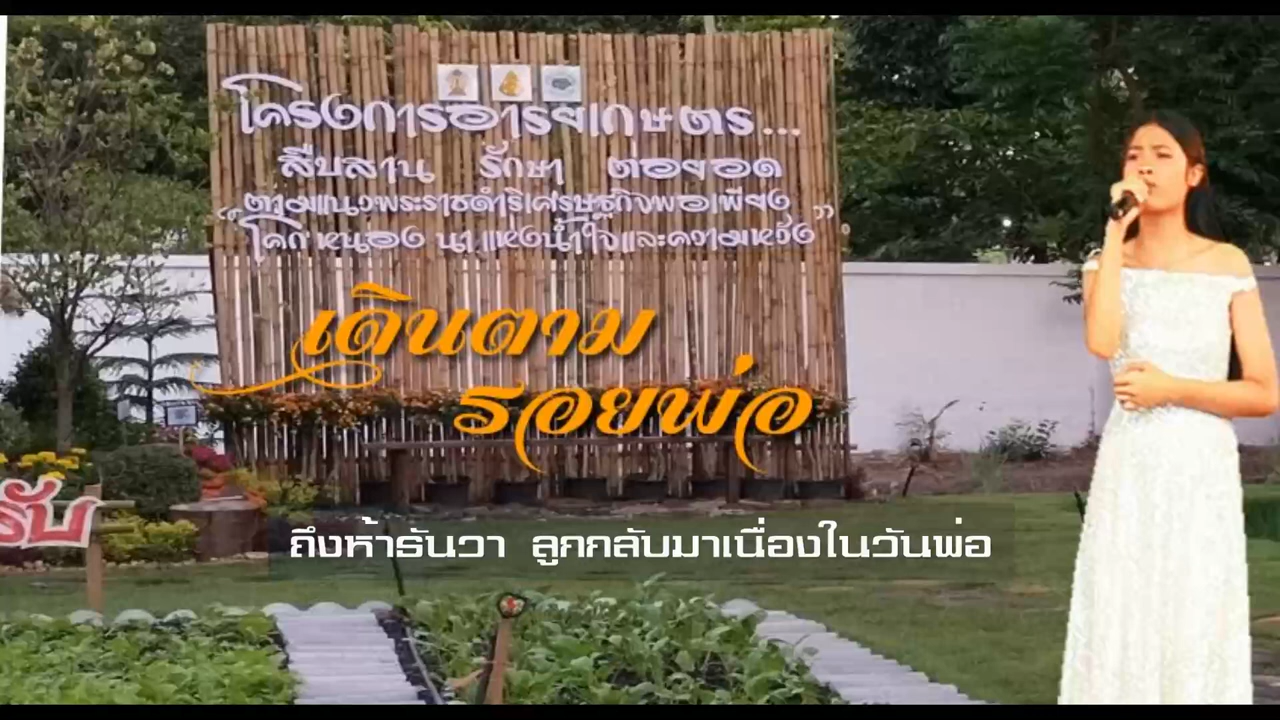 โครงการอารยเกษตร...
สืบสาน รักษา ต่อยอด
ตามแนวพระราชดำริเศรษฐกิจพอเพียง
“โคก หนอง นา แห่งน้ำใจและความหวัง”
เดินตาม
รอยพ่อ
รับ
ถึงห้าธันวา ลูกกลับมาเนื่องในวันพ่อ